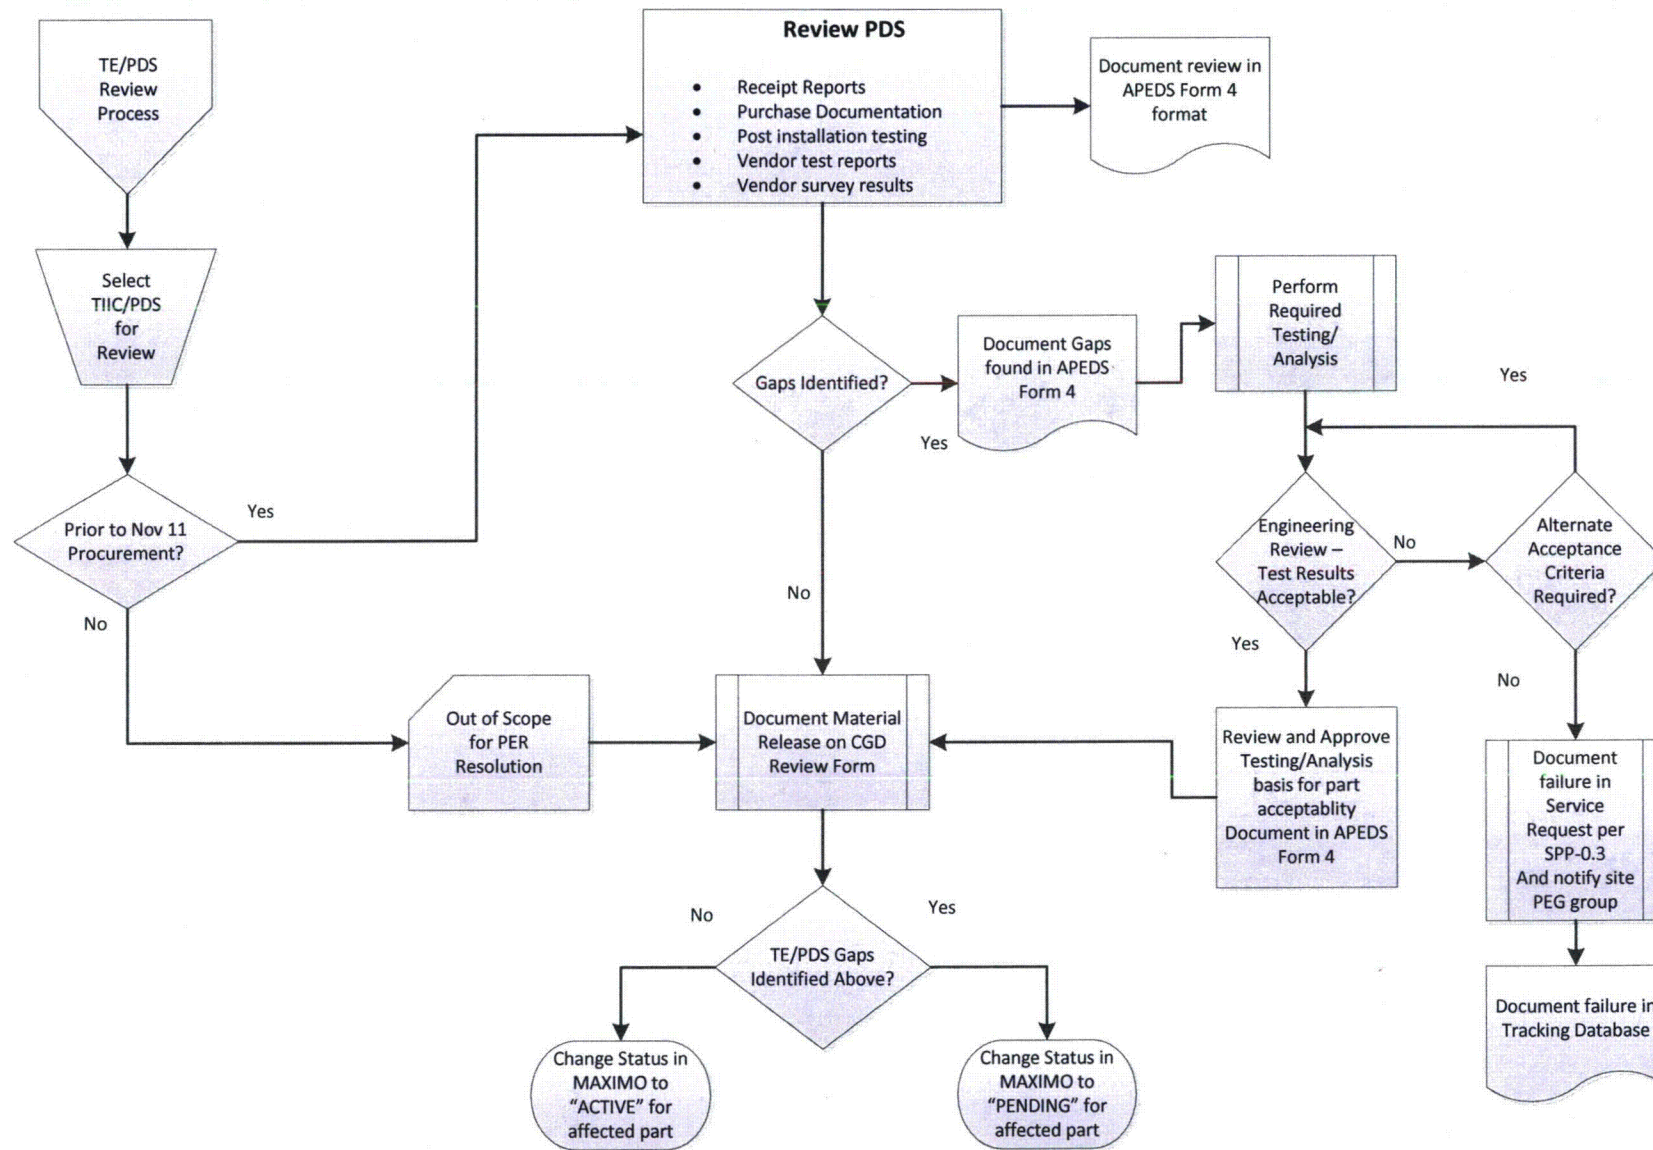 TE/PDS
Review
Process
Select
TIIC/PDS
for
Review
Prior to Nov 11
Procurement?
Yes
No
Review PDS
• Receipt Reports
• Purchase Documentation
• Post installation testing
• Vendor test reports
• Vendor survey results
Document review in
APEDS Form 4
format
Gaps Identified?
Yes
No
Document Gaps
found in APEDS
Form 4
Perform
Required
Testing/
Analysis
Yes
Engineering
Review –
Test Results
Acceptable?
No
Yes
Alternate
Acceptance
Criteria
Required?
No
Out of Scope
for PER
Resolution
Document Material
Release on CGD
Review Form
Review and Approve
Testing/Analysis
basis for part
acceptablity
Document in APEDS
Form 4
Document
failure in
Service
Request per
SPP-0.3
And notify site
PEG group
No
Yes
TE/PDS Gaps
Identified Above?
Document failure in
Tracking Database
Change Status in
MAXIMO to
“ACTIVE” for
affected part
Change Status in
MAXIMO to
“PENDING” for
affected part